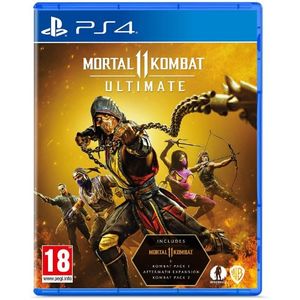 PS4
MORTAL 11 KOMBAT
ULTIMATE
INCLUDES
MORTAL 11 KOMBAT
+
KOMBAT PACK 1
AFTERMATH EXPANSION
KOMBAT PACK 2
18
www.pegi.info
WB